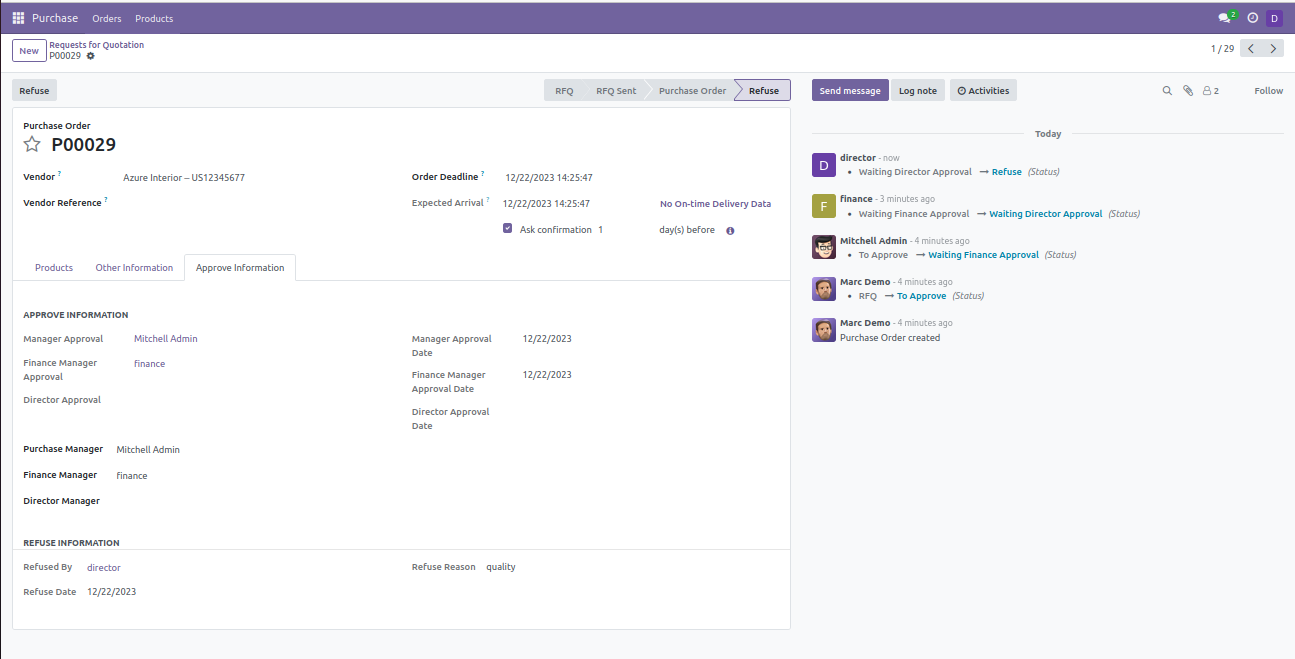 Purchase Orders Products 2 D
New Requests for Quotation
P00029 1 / 29
Refuse RFQ RFQ Sent Purchase Order Refuse Send message Log note Activities 2 Follow
Purchase Order
P00029
Vendor ? Azure Interior – US12345677
Order Deadline ? 12/22/2023 14:25:47
Vendor Reference ?
Expected Arrival ? 12/22/2023 14:25:47 No On-time Delivery Data
Ask confirmation 1 day(s) before
Products Other Information Approve Information
APPROVE INFORMATION
Manager Approval Mitchell Admin
Finance Manager
Approval
finance
Director Approval
Manager Approval
Date
12/22/2023
Finance Manager
Approval Date
12/22/2023
Director Approval
Date
Purchase Manager Mitchell Admin
Finance Manager finance
Director Manager
REFUSE INFORMATION
Refused By director
Refuse Reason quality
Refuse Date 12/22/2023
Today
D
director - now
• Waiting Director Approval → Refuse (Status)
F
finance - 3 minutes ago
• Waiting Finance Approval → Waiting Director Approval (Status)
Mitchell Admin - 4 minutes ago
• To Approve → Waiting Finance Approval (Status)
Marc Demo - 4 minutes ago
• RFQ → To Approve (Status)
Marc Demo - 4 minutes ago
Purchase Order created